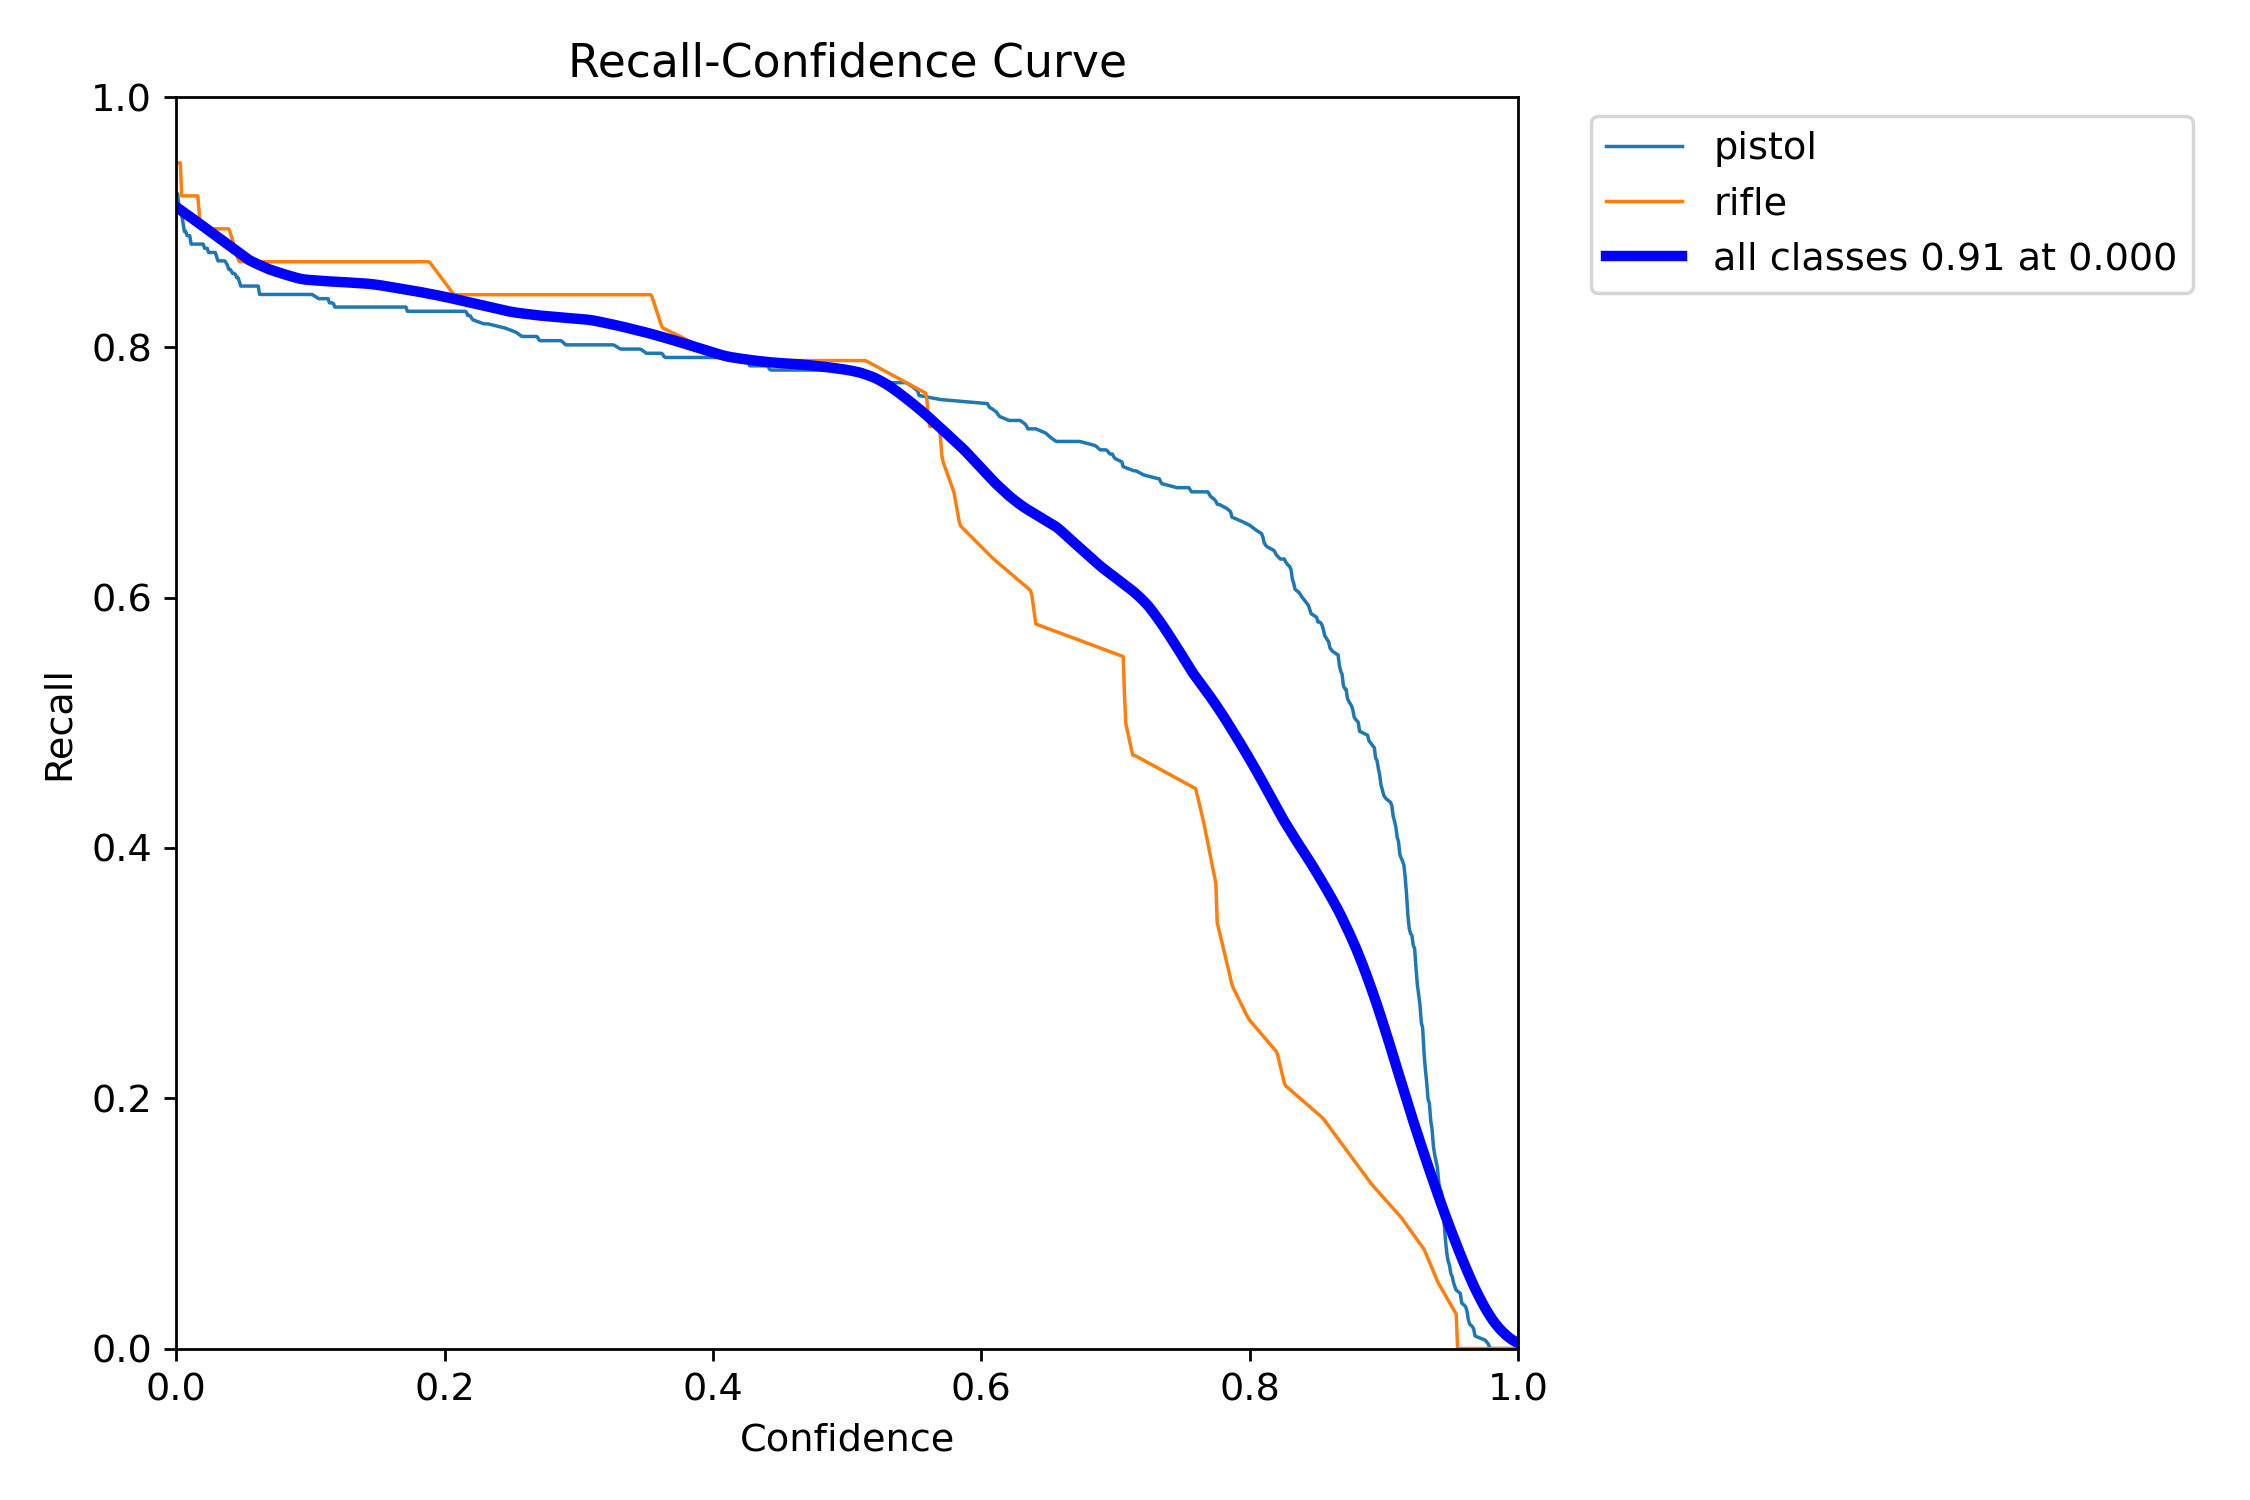 Recall-Confidence Curve
1.0
0.8
0.6
0.4
0.2
0.0
Recall
0.0 0.2 0.4 0.6 0.8 1.0
Confidence
pistol
rifle
all classes 0.91 at 0.000